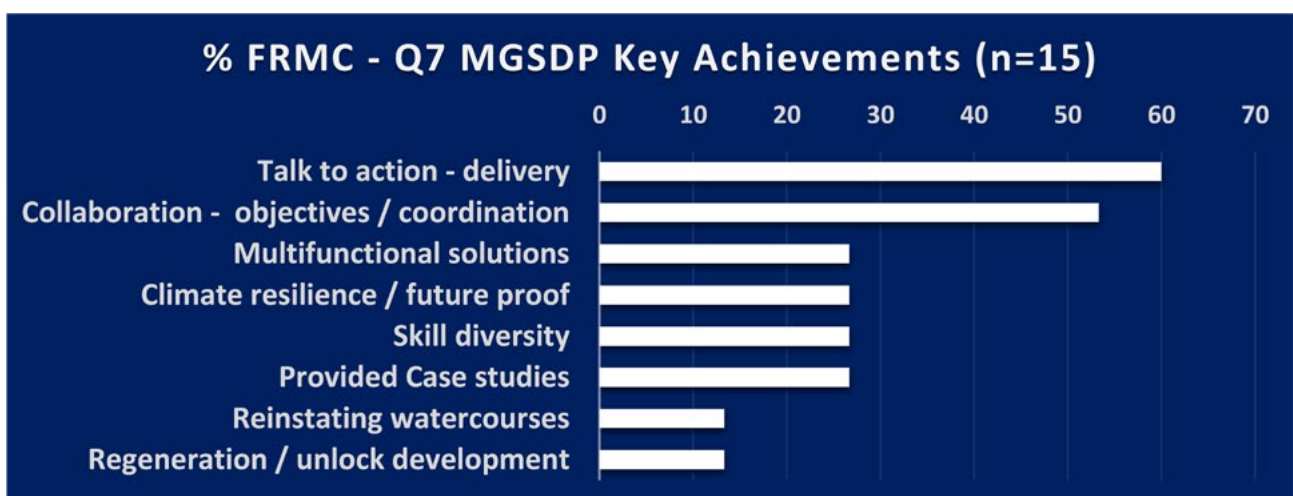 % FRMC - Q7 MGSDP Key Achievements (n=15)
0 10 20 30 40 50 60 70
Talk to action - delivery
Collaboration - objectives / coordination
Multifunctional solutions
Climate resilience / future proof
Skill diversity
Provided Case studies
Reinstating watercourses
Regeneration / unlock development